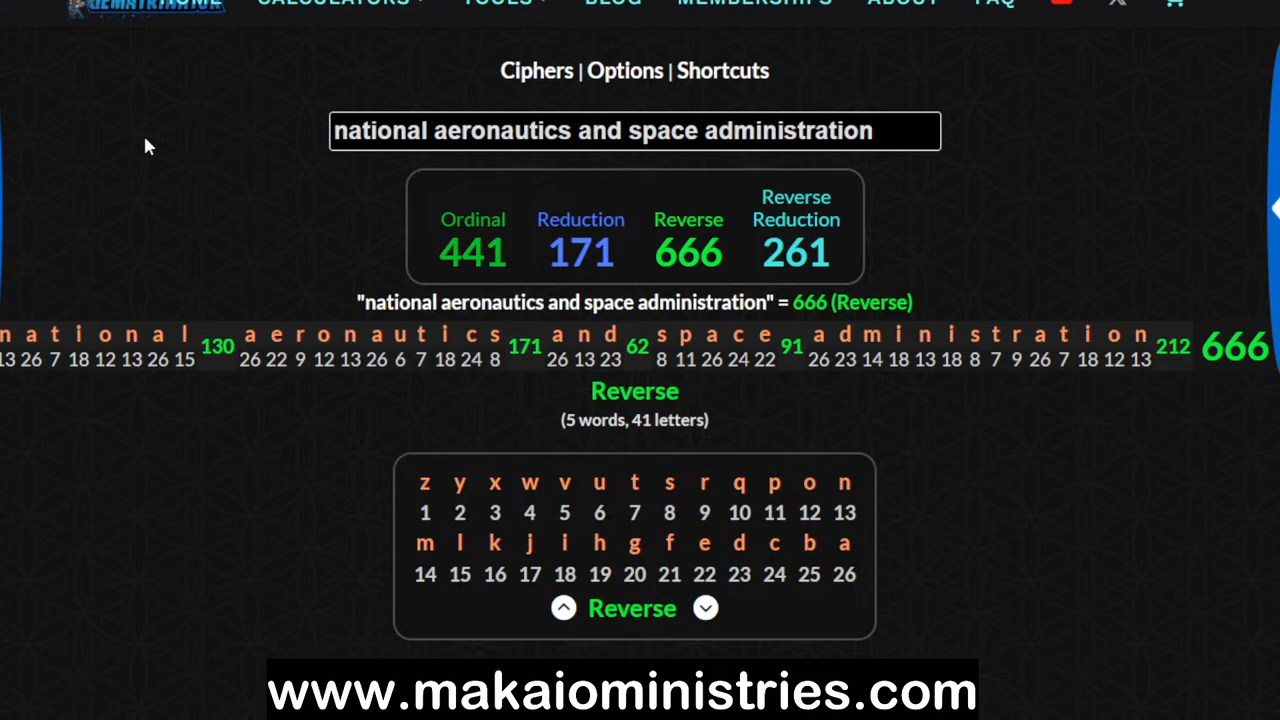 GEMATRINATOR HOME CALCULATORS TOOLS BLOG MEMBERSHIPS ABOUT FAQ X
Ciphers | Options | Shortcuts
national aeronautics and space administration
Ordinal Reduction Reverse Reverse Reduction
441 171 666 261
"national aeronautics and space administration" = 666 (Reverse)
n a t i o n a l 130 a e r o n a u t i c s 171 a n d 62 s p a c e 91 a d m i n i s t r a t i o n 212 666
13 26 7 18 12 13 26 15 26 22 9 12 13 26 6 7 18 24 8 26 13 23 8 11 26 24 22 26 23 14 18 13 18 8 7 9 26 7 18 12 13
Reverse
(5 words, 41 letters)
z y x w v u t s r q p o n
1 2 3 4 5 6 7 8 9 10 11 12 13
m l k j i h g f e d c b a
14 15 16 17 18 19 20 21 22 23 24 25 26
Reverse
www.makaioministries.com